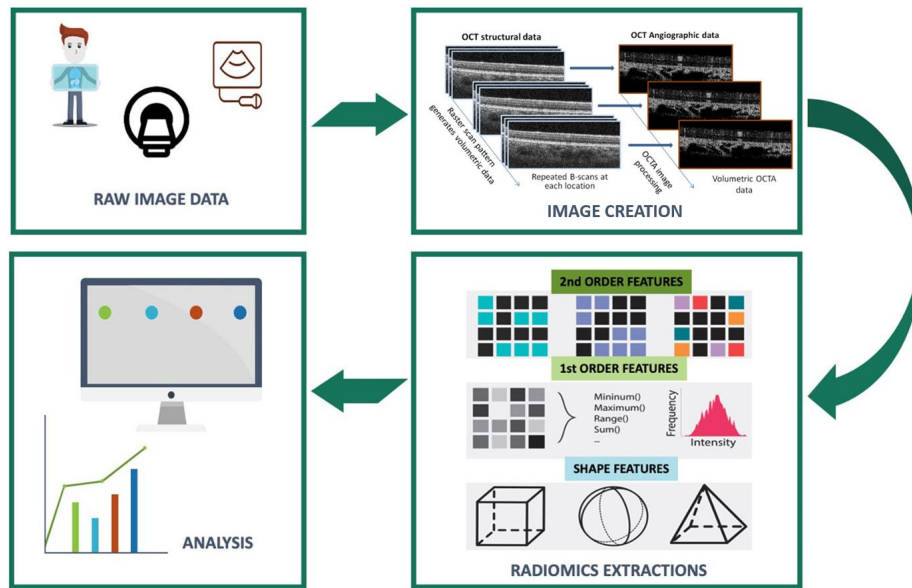 RAW IMAGE DATA
OCT structural data
OCT Angiographic data
Raster scan pattern
generates volumetric data
Repeated B-scans at
each location
OCTA image
processing
Volumetric OCTA
data
IMAGE CREATION
2nd ORDER FEATURES
1st ORDER FEATURES
Mininum()
Maximum()
Range()
Sum()
...
Frequency
Intensity
SHAPE FEATURES
RADIOMICS EXTRACTIONS
ANALYSIS